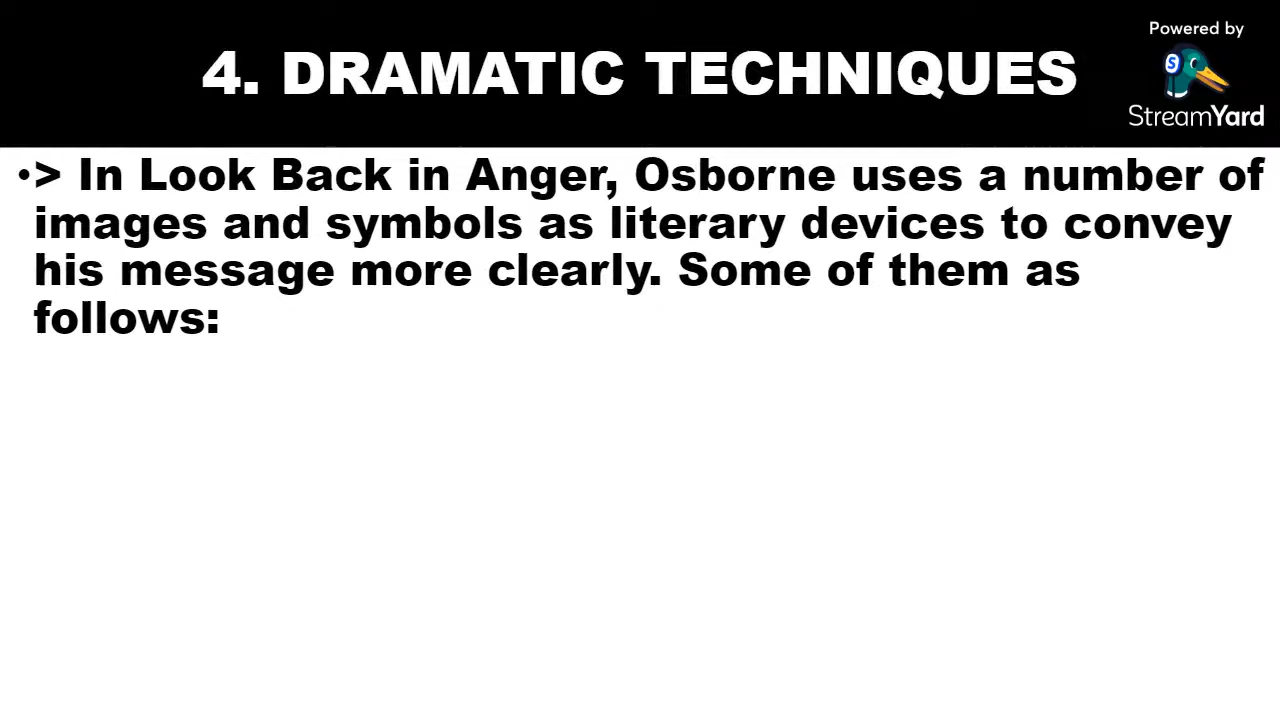 Powered by
4. DRAMATIC TECHNIQUES
StreamYard
•> In Look Back in Anger, Osborne uses a number of
images and symbols as literary devices to convey
his message more clearly. Some of them as
follows: